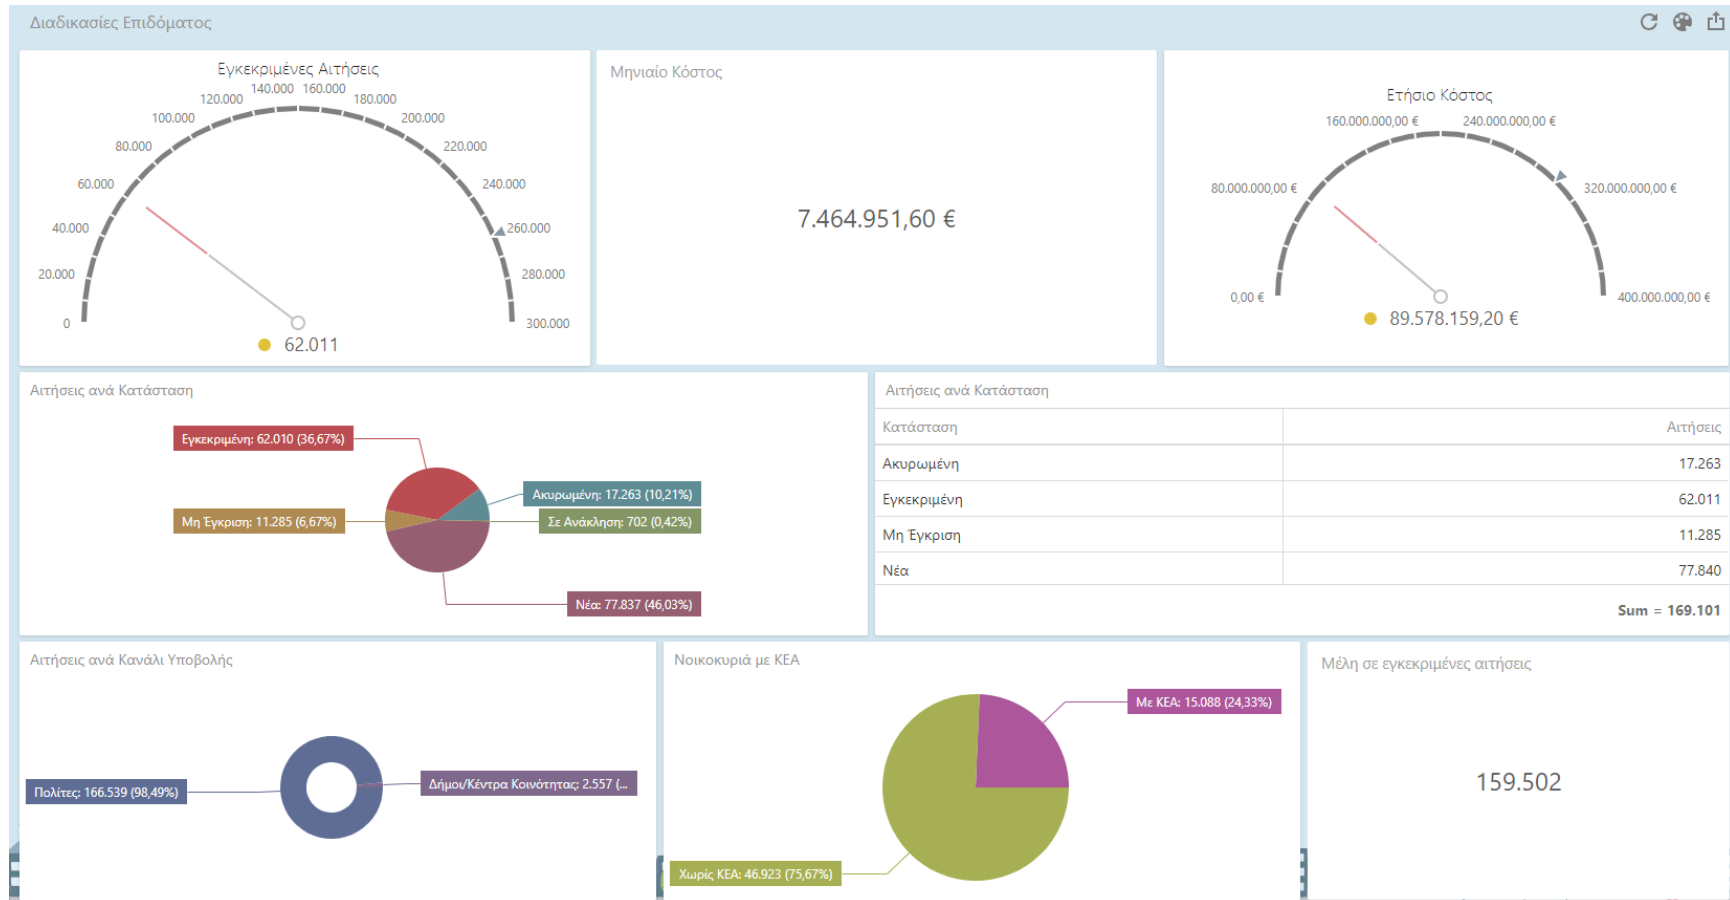 Διαδικασίες Επιδόματος
Εγκεκριμένες Αιτήσεις
0
20.000
40.000
60.000
80.000
100.000
120.000
140.000
160.000
180.000
200.000
220.000
240.000
260.000
280.000
300.000
62.011
Μηνιαίο Κόστος
7.464.951,60 €
Ετήσιο Κόστος
0,00 €
80.000.000,00 €
160.000.000,00 €
240.000.000,00 €
320.000.000,00 €
400.000.000,00 €
89.578.159,20 €
Αιτήσεις ανά Κατάσταση
Εγκεκριμένη: 62.010 (36,67%)
Ακυρωμένη: 17.263 (10,21%)
Μη Έγκριση: 11.285 (6,67%)
Σε Ανάκληση: 702 (0,42%)
Νέα: 77.837 (46,03%)
Αιτήσεις ανά Κατάσταση
Κατάσταση Αιτήσεις
Ακυρωμένη 17.263
Εγκεκριμένη 62.011
Μη Έγκριση 11.285
Νέα 77.840
Sum = 169.101
Αιτήσεις ανά Κανάλι Υποβολής
Πολίτες: 166.539 (98,49%)
Δήμοι/Κέντρα Κοινότητας: 2.557 (...
Νοικοκυριά με ΚΕΑ
Με ΚΕΑ: 15.088 (24,33%)
Χωρίς ΚΕΑ: 46.923 (75,67%)
Μέλη σε εγκεκριμένες αιτήσεις
159.502